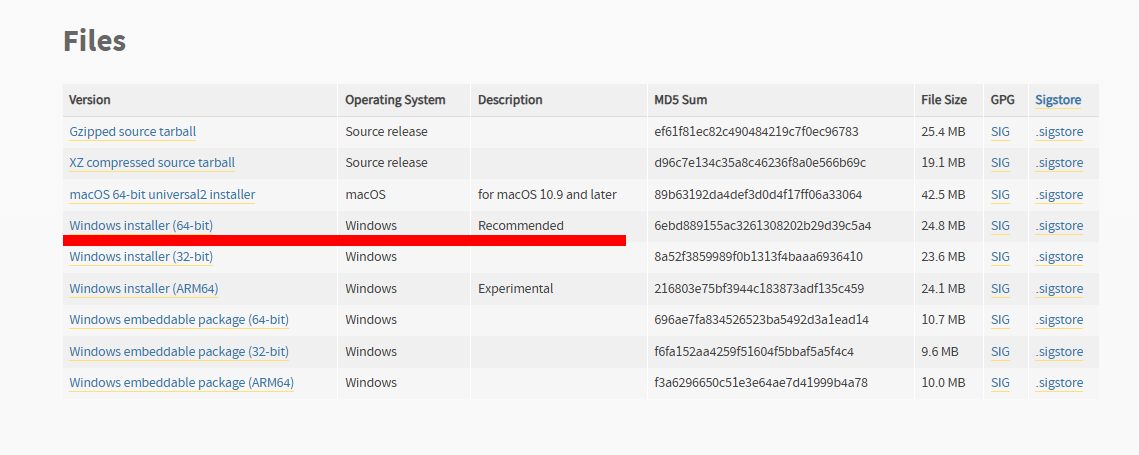 Files
Version Operating System Description MD5 Sum File Size GPG Sigstore
Gzipped source tarball Source release ef61f81ec82c490484219c7f0ec96783 25.4 MB SIG .sigstore
XZ compressed source tarball Source release d96c7e134c35a8c46236f8a0e566b69c 19.1 MB SIG .sigstore
macOS 64-bit universal2 installer macOS for macOS 10.9 and later 89b63192da4def3d0d4f17ff06a33064 42.5 MB SIG .sigstore
Windows installer (64-bit) Windows Recommended 6ebd889155ac3261308202b29d39c5a4 24.8 MB SIG .sigstore
Windows installer (32-bit) Windows 8a52f3859989f0b1313f4baaa6936410 23.6 MB SIG .sigstore
Windows installer (ARM64) Windows Experimental 216803e75bf3944c183873adf135c459 24.1 MB SIG .sigstore
Windows embeddable package (64-bit) Windows 696ae7fa834526523ba5492d3a1ead14 10.7 MB SIG .sigstore
Windows embeddable package (32-bit) Windows f6fa152aa4259f51604f5bbaf5a5f4c4 9.6 MB SIG .sigstore
Windows embeddable package (ARM64) Windows f3a6296650c51e3e64ae7d41999b4a78 10.0 MB SIG .sigstore